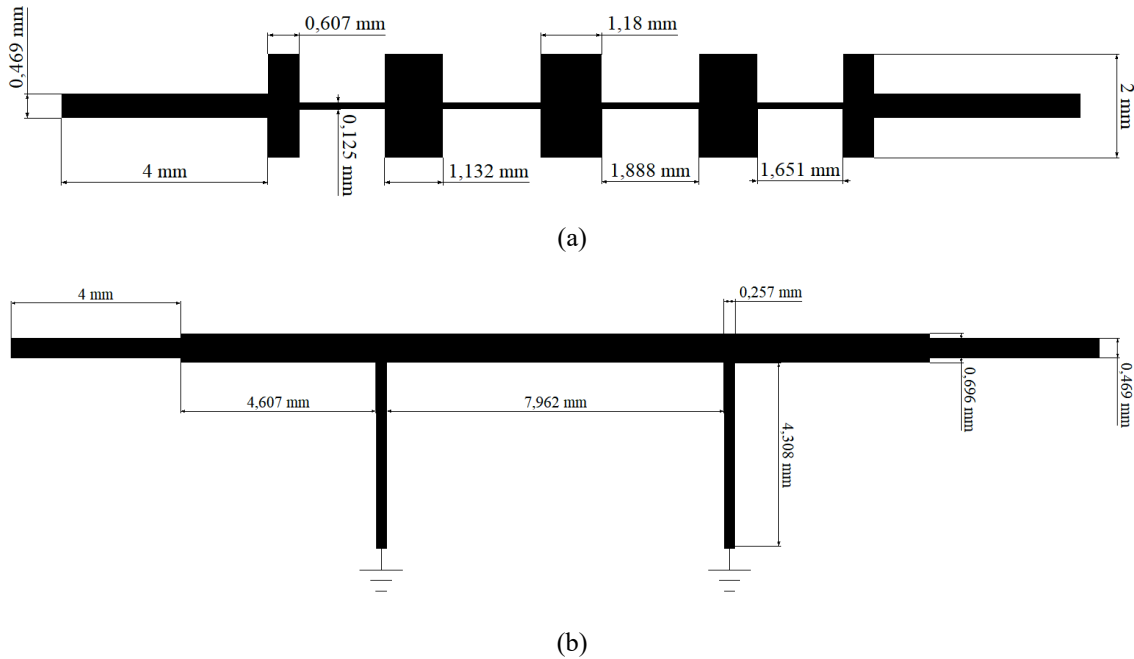 0,607 mm
1,18 mm
0,469 mm
2 mm
0,125 mm
4 mm
1,132 mm
1,888 mm
1,651 mm
(a)
4 mm
0,257 mm
4,607 mm
7,962 mm
4,308 mm
0,696 mm
0,469 mm
(b)